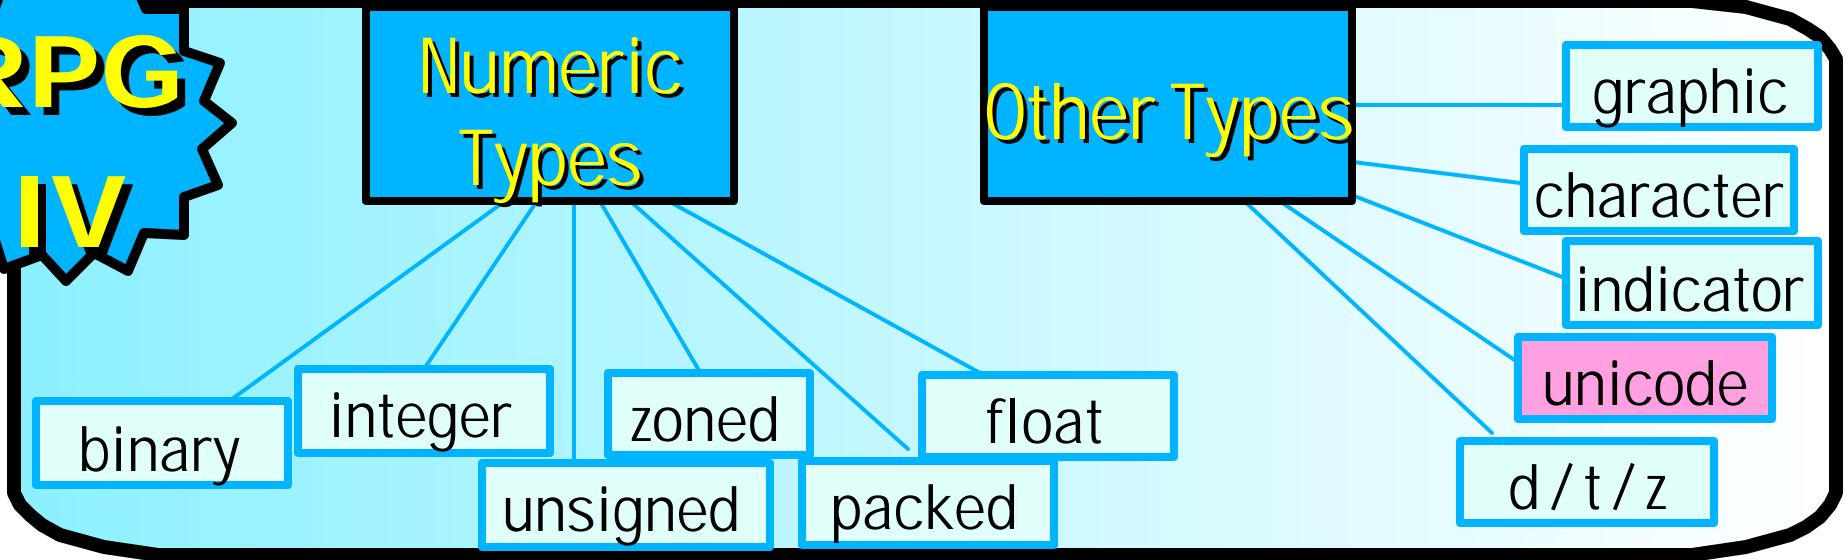 RPG
IV
Numeric
Types
Other Types
graphic
character
indicator
unicode
d / t / z
binary
integer
unsigned
zoned
packed
float